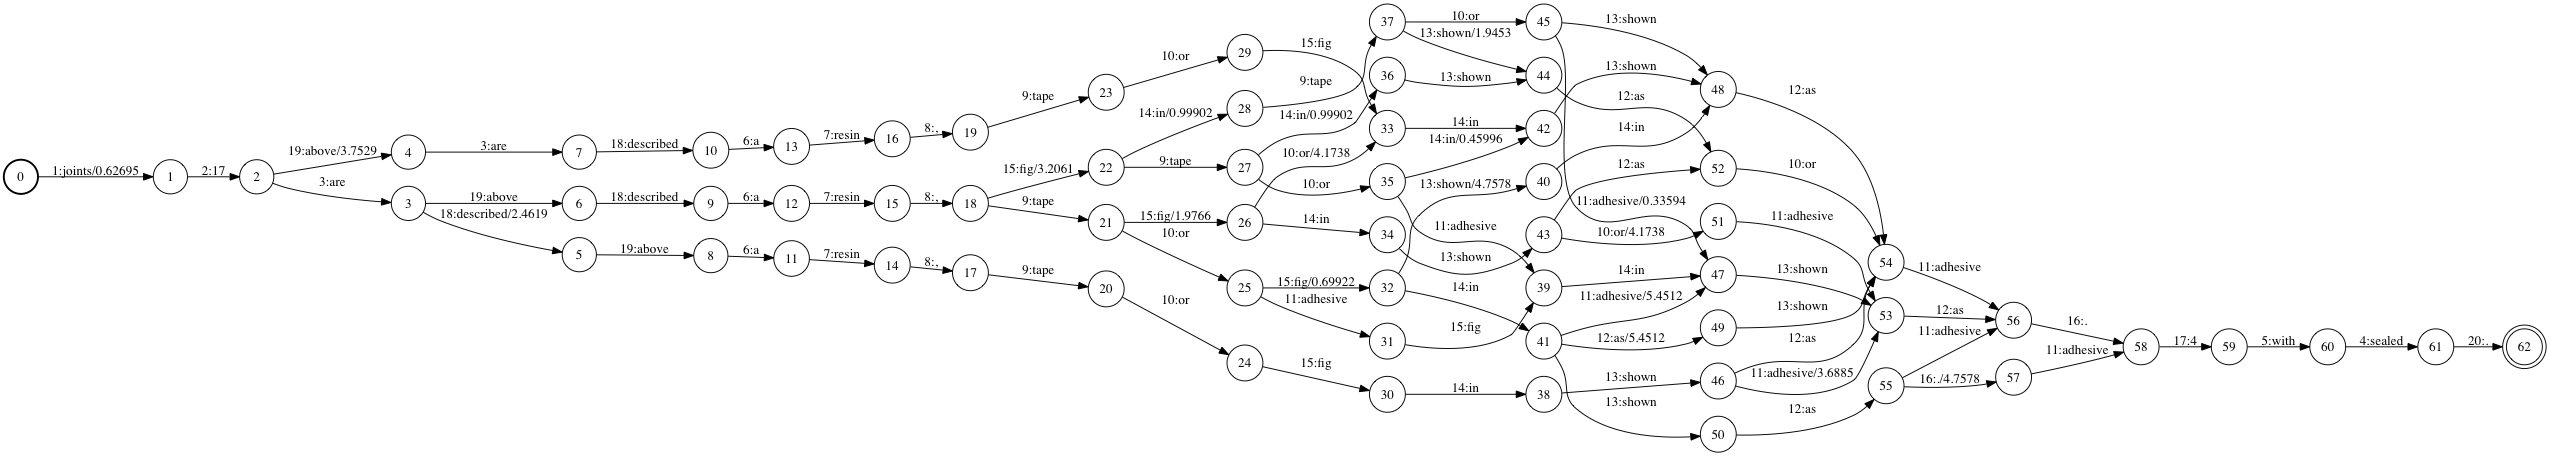 0 1:joints/0.62695 1 2:17 2
19:above/3.7529 4 3:are 7 18:described 10 6:a 13 7:resin 16 8:, 19 9:tape 23 10:or 29 15:fig
3:are 3 19:above 6 18:described 9 6:a 12 7:resin 15 8:, 18
18:described/2.4619 5 19:above 8 6:a 11 7:resin 14 8:, 17 9:tape 20 10:or 24 15:fig 30 14:in 38 13:shown 46
15:fig/3.2061 22 14:in/0.99902 28 9:tape 37 10:or 45 13:shown 48 12:as
13:shown/1.9453 44 12:as 52 10:or 54 11:adhesive
9:tape 27 14:in/0.99902 36 13:shown
10:or 35 14:in/0.45996 42 13:shown
11:adhesive 39 14:in 47 13:shown 53 12:as 56 16:. 58 17:4 59 5:with 60 4:sealed 61 20:. 62
9:tape 21 15:fig/1.9766 26 10:or/4.1738 33 14:in
14:in 34 13:shown 43 12:as
10:or/4.1738 51 11:adhesive
11:adhesive/0.33594
10:or 25 15:fig/0.69922 32 13:shown/4.7578 40 14:in
14:in 41 11:adhesive/5.4512
12:as/5.4512 49 13:shown
13:shown 50 12:as 55 11:adhesive
16:./4.7578 57 11:adhesive
11:adhesive 31 15:fig
12:as
11:adhesive/3.6885